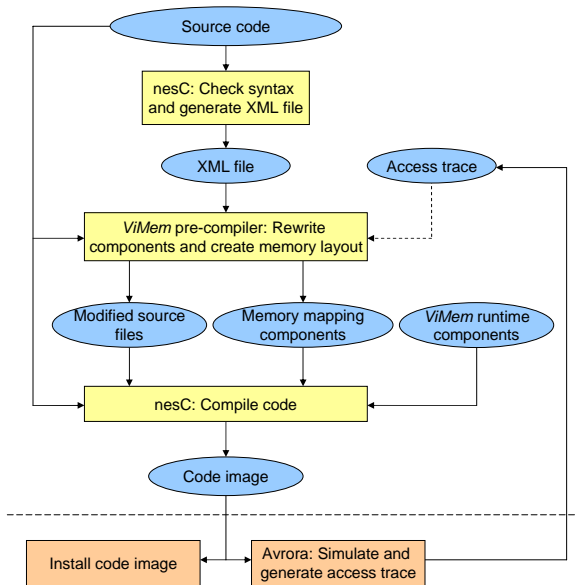 Source code
nesC: Check syntax
and generate XML file
XML file
Access trace
ViMem pre-compiler: Rewrite
components and create memory layout
Modified source
files
Memory mapping
components
ViMem runtime
components
nesC: Compile code
Code image
Install code image
Avrora: Simulate and
generate access trace